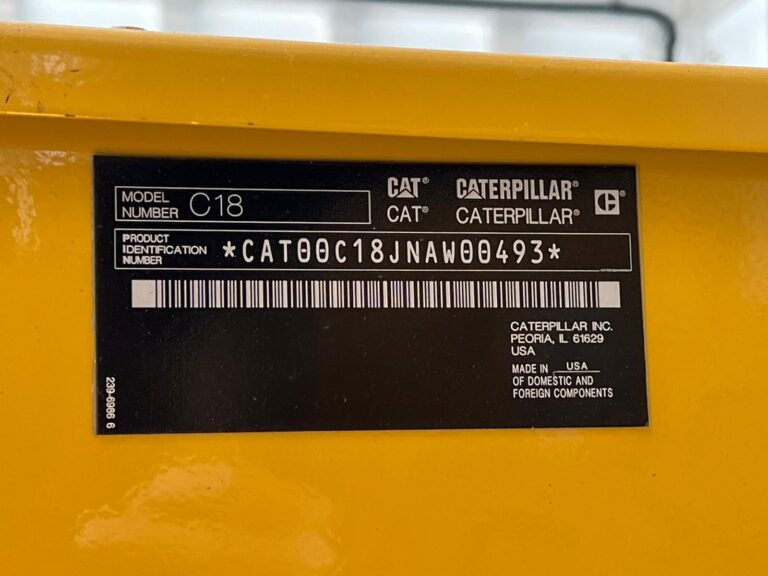 MODEL
NUMBER C18
CAT® CATERPILLAR®
CAT® CATERPILLAR®
PRODUCT
IDENTIFICATION
NUMBER
*CAT00C18JNAW00493*
CATERPILLAR INC.
PEORIA, IL 61629
USA
MADE IN USA
OF DOMESTIC AND
FOREIGN COMPONENTS
239-6986 6